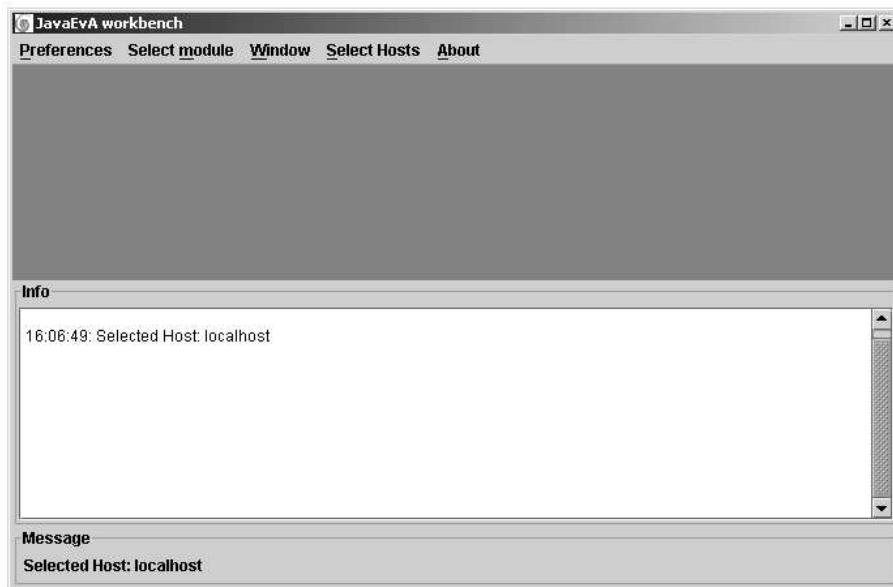 JavaEvA workbench
Preferences Select module Window Select Hosts About
Info
16:06:49: Selected Host: localhost
Message
Selected Host: localhost